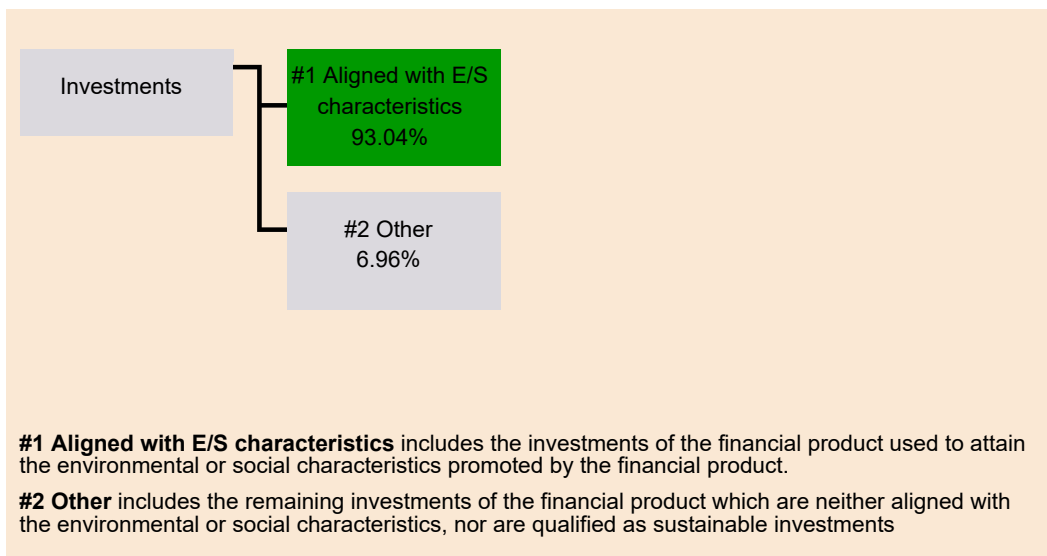 Investments
#1 Aligned with E/S
characteristics
93.04%
#2 Other
6.96%
#1 Aligned with E/S characteristics includes the investments of the financial product used to attain
the environmental or social characteristics promoted by the financial product.
#2 Other includes the remaining investments of the financial product which are neither aligned with
the environmental or social characteristics, nor are qualified as sustainable investments